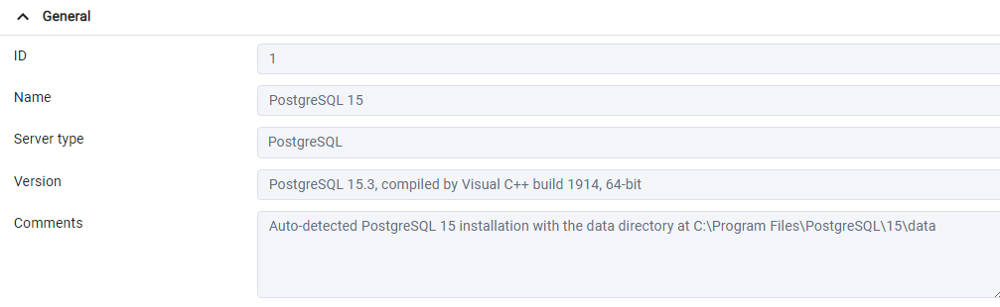 General
ID
1
Name
PostgreSQL 15
Server type
PostgreSQL
Version
PostgreSQL 15.3, compiled by Visual C++ build 1914, 64-bit
Comments
Auto-detected PostgreSQL 15 installation with the data directory at C:\Program Files\PostgreSQL\15\data